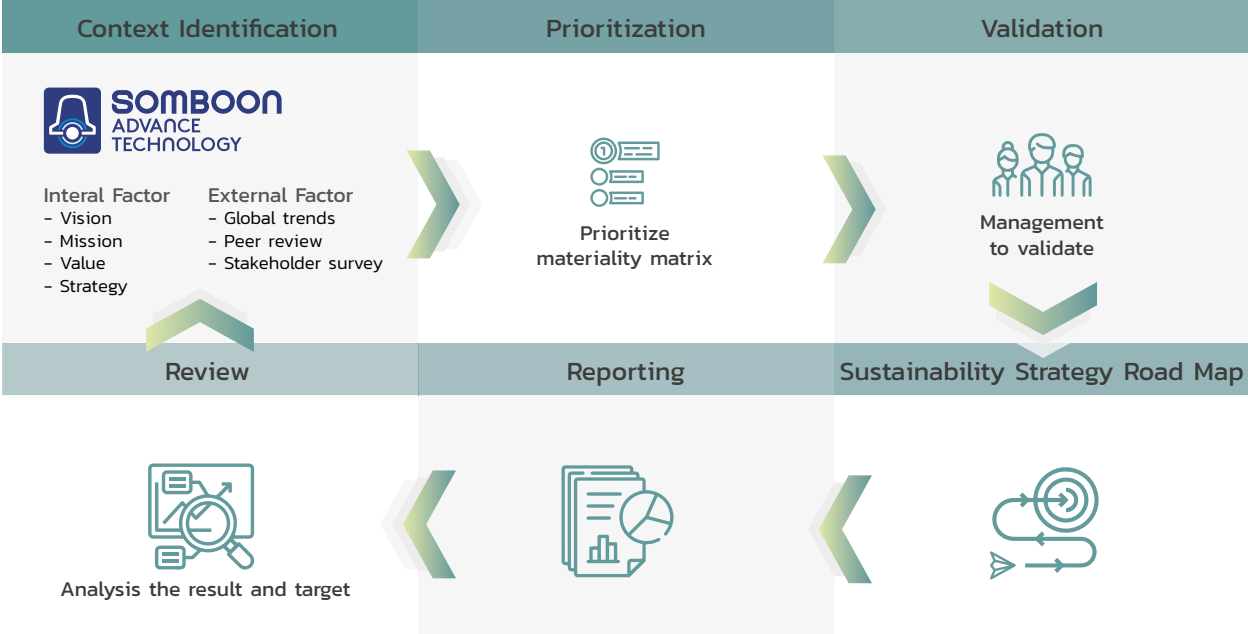 Context Identification
Prioritization
Validation
SOMBOON
ADVANCE
TECHNOLOGY
Interal Factor
- Vision
- Mission
- Value
- Strategy
External Factor
- Global trends
- Peer review
- Stakeholder survey
1
Prioritize
materiality matrix
Management
to validate
Review
Reporting
Sustainability Strategy Road Map
Analysis the result and target